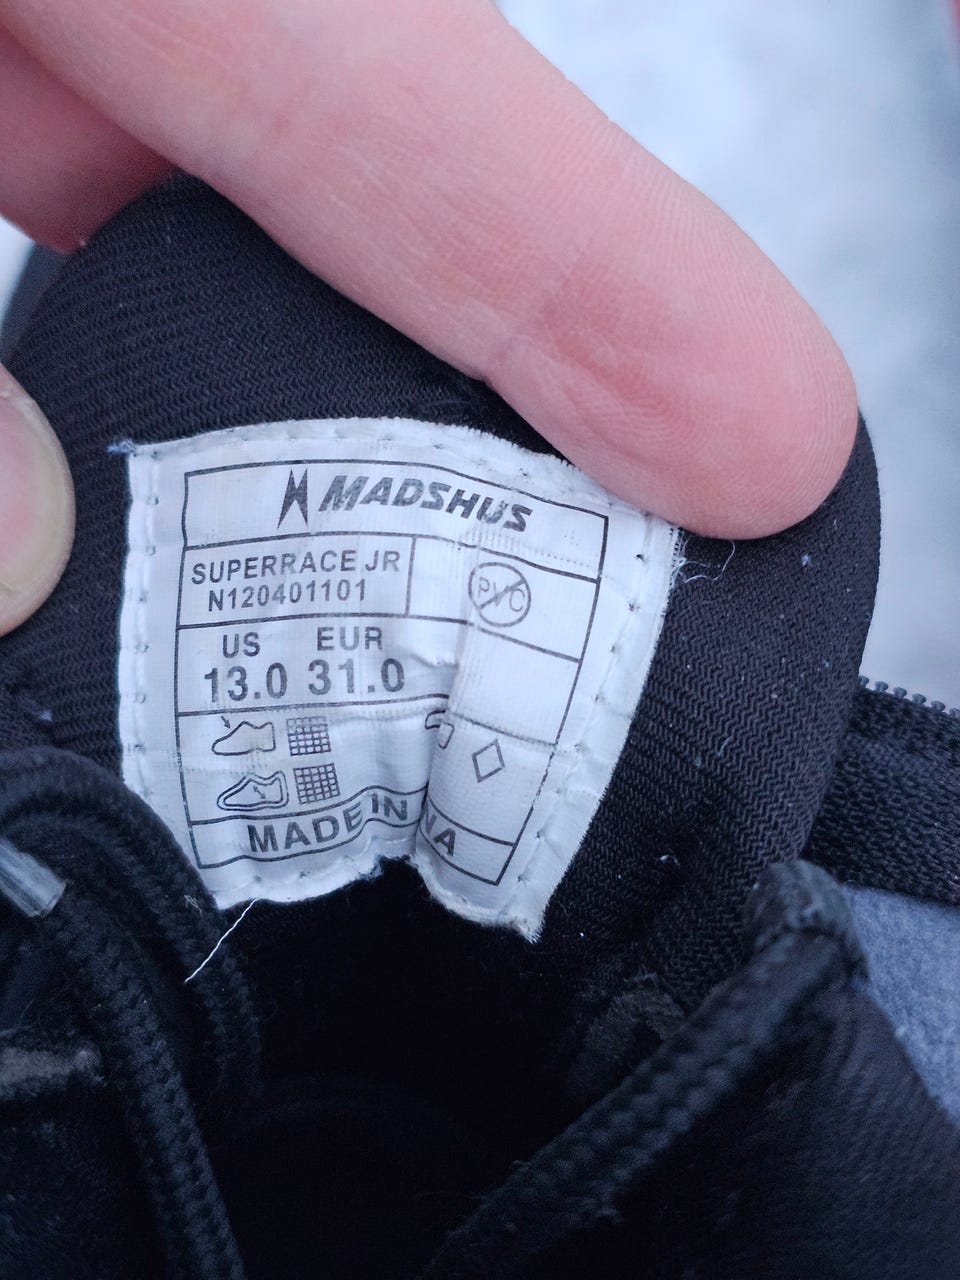 MADSHUS
SUPERRACE JR
N120401101
PVC
US EUR
13.0 31.0
MADE IN